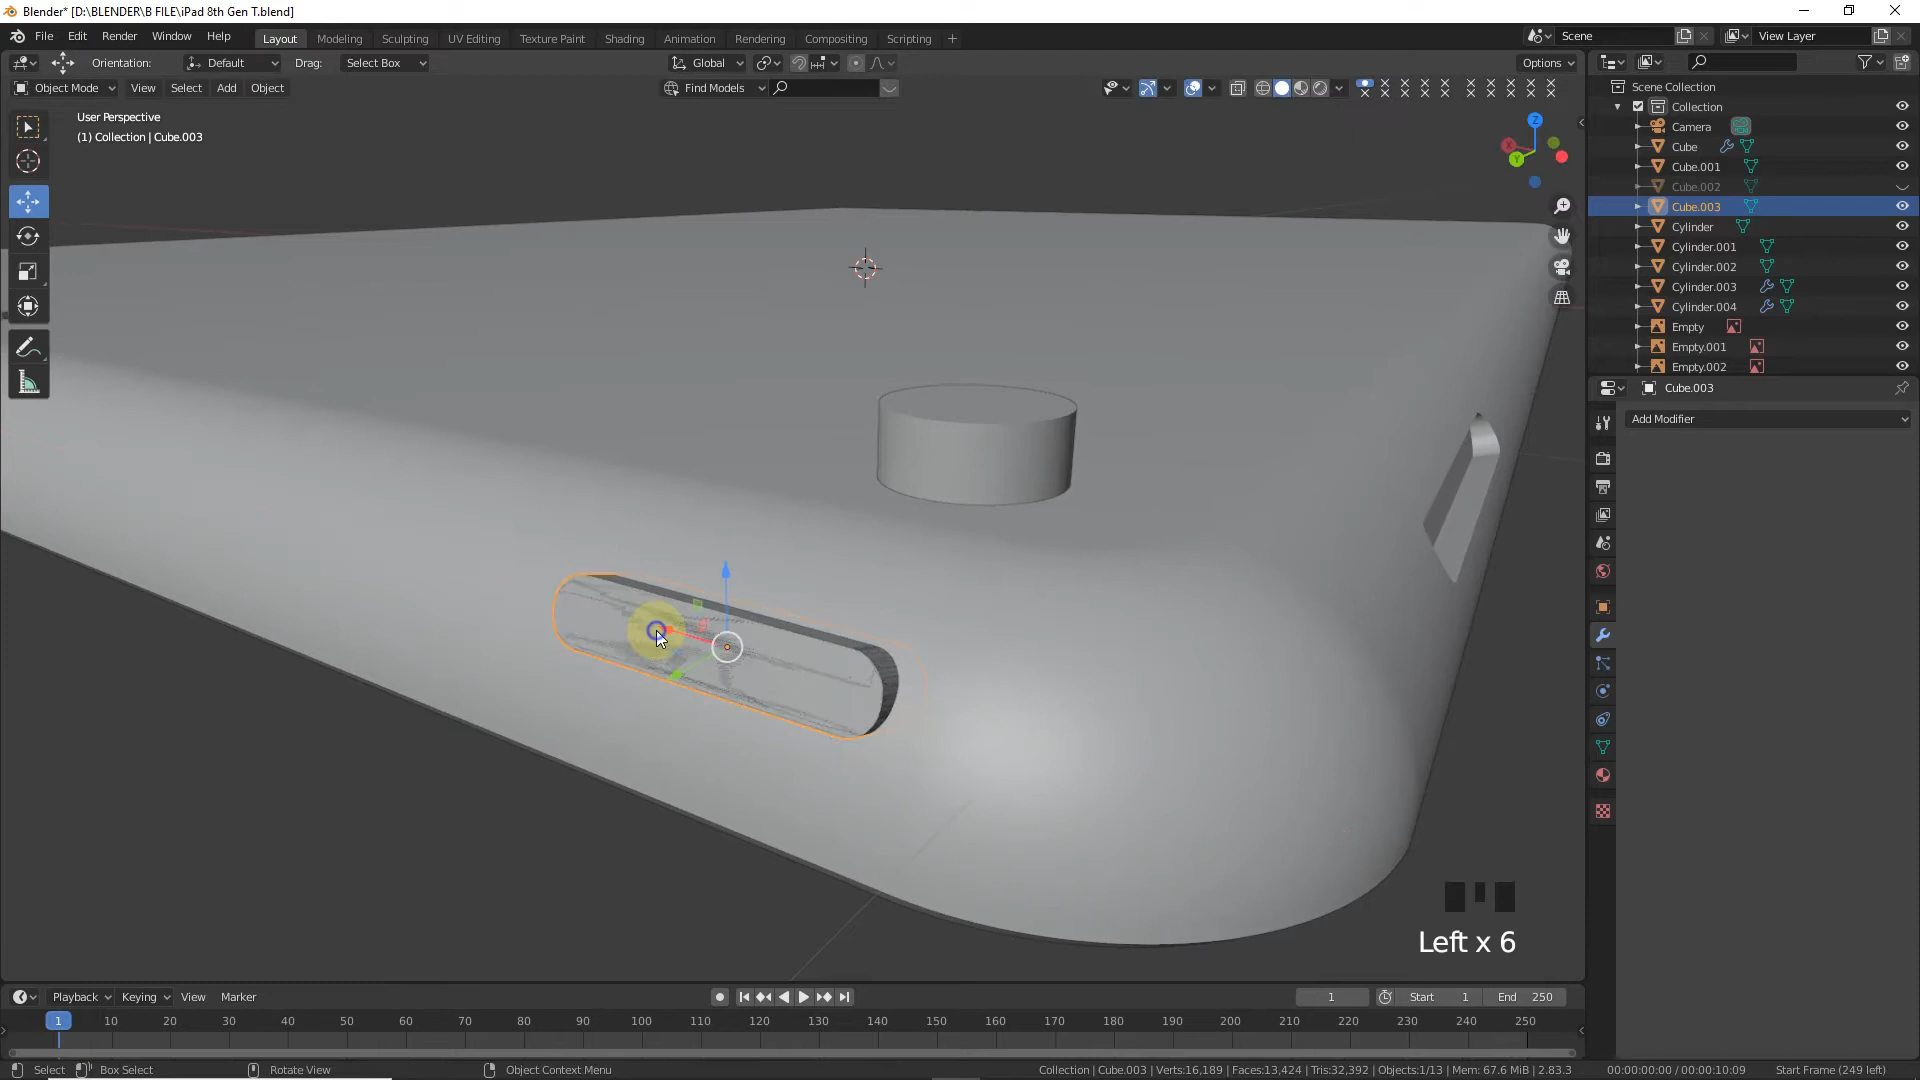 Blender* [D:\BLENDER\B FILE\iPad 8th Gen T.blend]
File Edit Render Window Help Layout Modeling Sculpting UV Editing Texture Paint Shading Animation Rendering Compositing Scripting + Scene View Layer
Orientation: Default Drag: Select Box Global Options
Object Mode View Select Add Object Find Models
User Perspective
(1) Collection | Cube.003
Z
X
Y
Scene Collection
Collection
Camera
Cube
Cube.001
Cube.002
Cube.003
Cylinder
Cylinder.001
Cylinder.002
Cylinder.003
Cylinder.004
Empty
Empty.001
Empty.002
Cube.003
Add Modifier
Left x 6
Playback Keying View Marker 1 Start 1 End 250
1 10 20 30 40 50 60 70 80 90 100 110 120 130 140 150 160 170 180 190 200 210 220 230 240 250
Select Box Select Rotate View Object Context Menu Collection | Cube.003 | Verts:16,189 | Faces:13,424 | Tris:32,392 | Objects:1/13 | Mem: 67.6 MiB | 2.83.3 00:00:00:00 / 00:00:10:09 Start Frame (249 left)